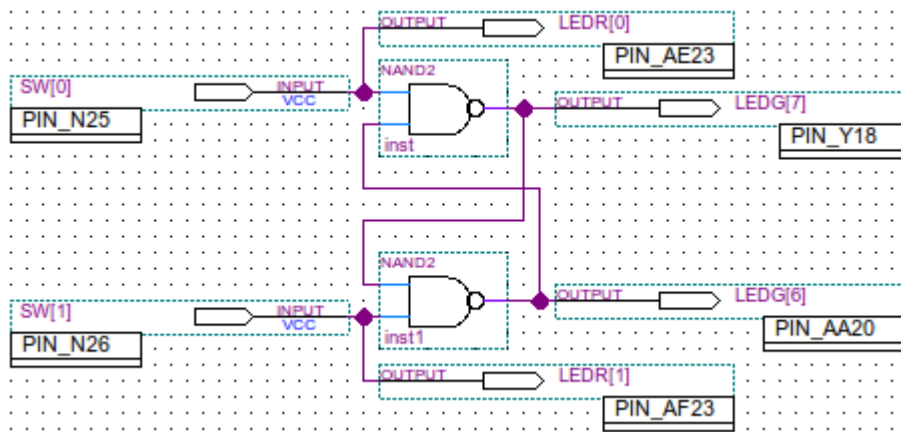 OUTPUT
LEDR[0]
PIN_AE23
NAND2
SW[0]
INPUT
VCC
PIN_N25
OUTPUT
LEDG[7]
PIN_Y18
inst
NAND2
SW[1]
INPUT
VCC
PIN_N26
OUTPUT
LEDG[6]
PIN_AA20
inst1
OUTPUT
LEDR[1]
PIN_AF23